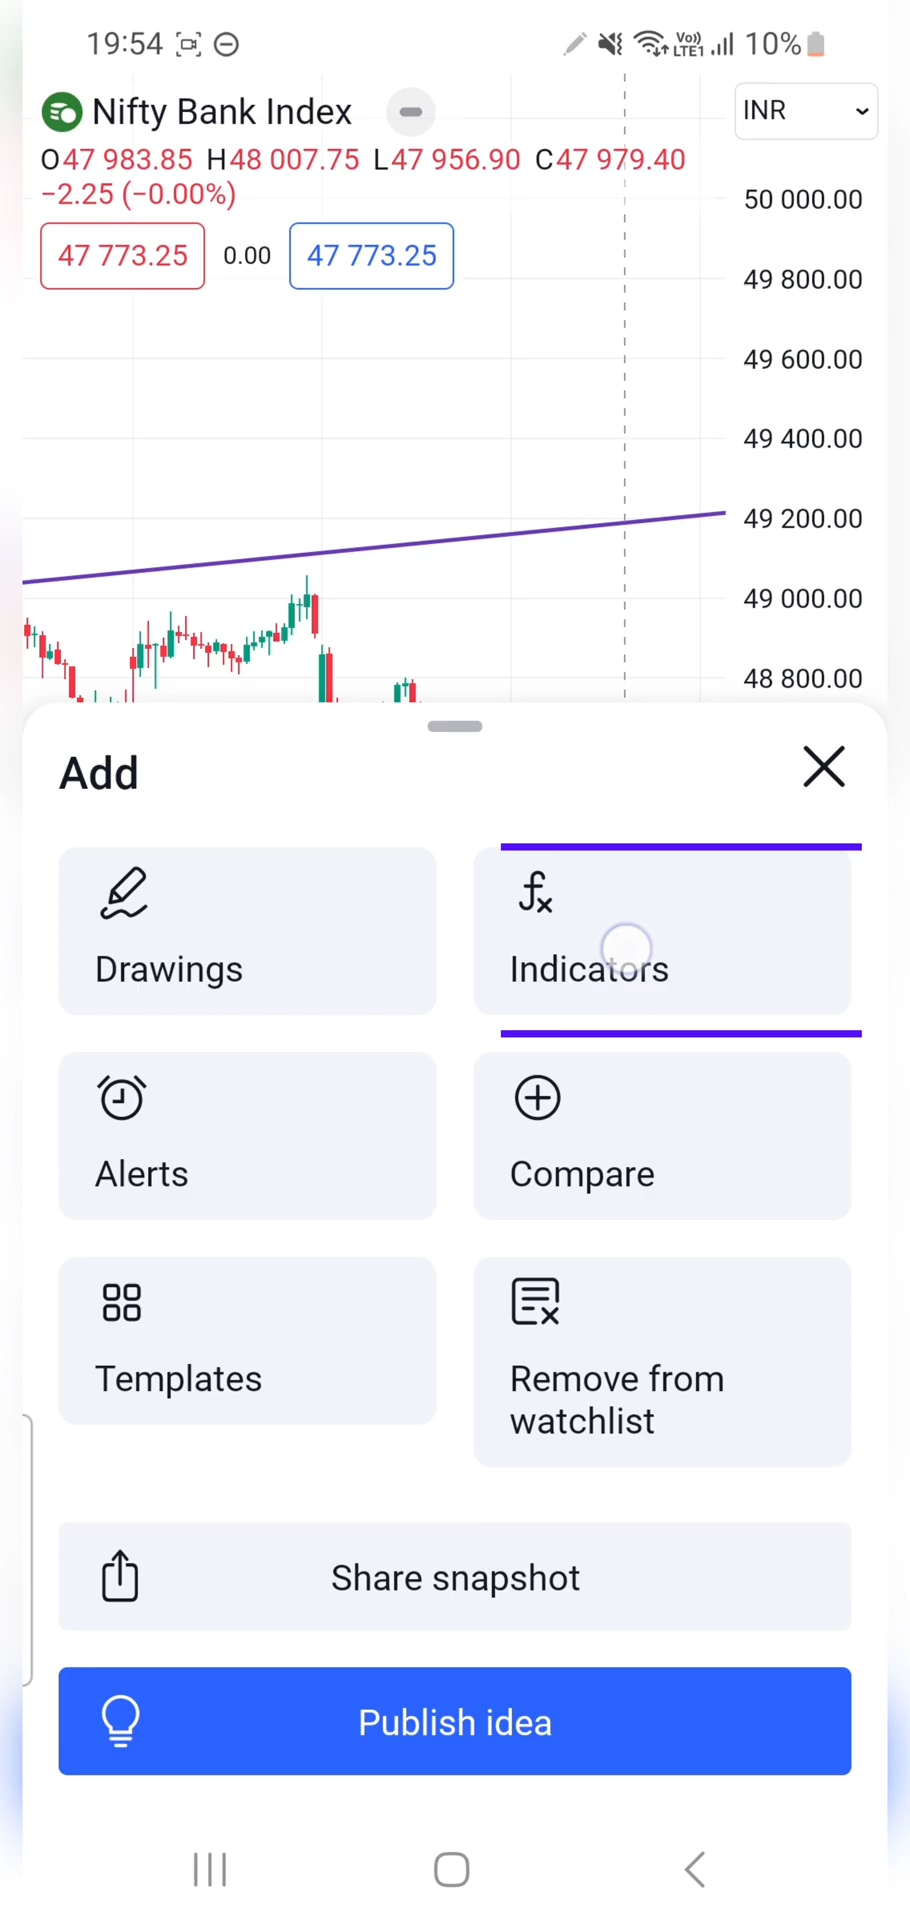 19:54 Vo)) LTE1 10%
Nifty Bank Index
INR
O47 983.85 H48 007.75 L47 956.90 C47 979.40
−2.25 (−0.00%)
47 773.25 0.00 47 773.25
50 000.00
49 800.00
49 600.00
49 400.00
49 200.00
49 000.00
48 800.00
Add
Drawings
Indicators
Alerts
Compare
Templates
Remove from
watchlist
Share snapshot
Publish idea